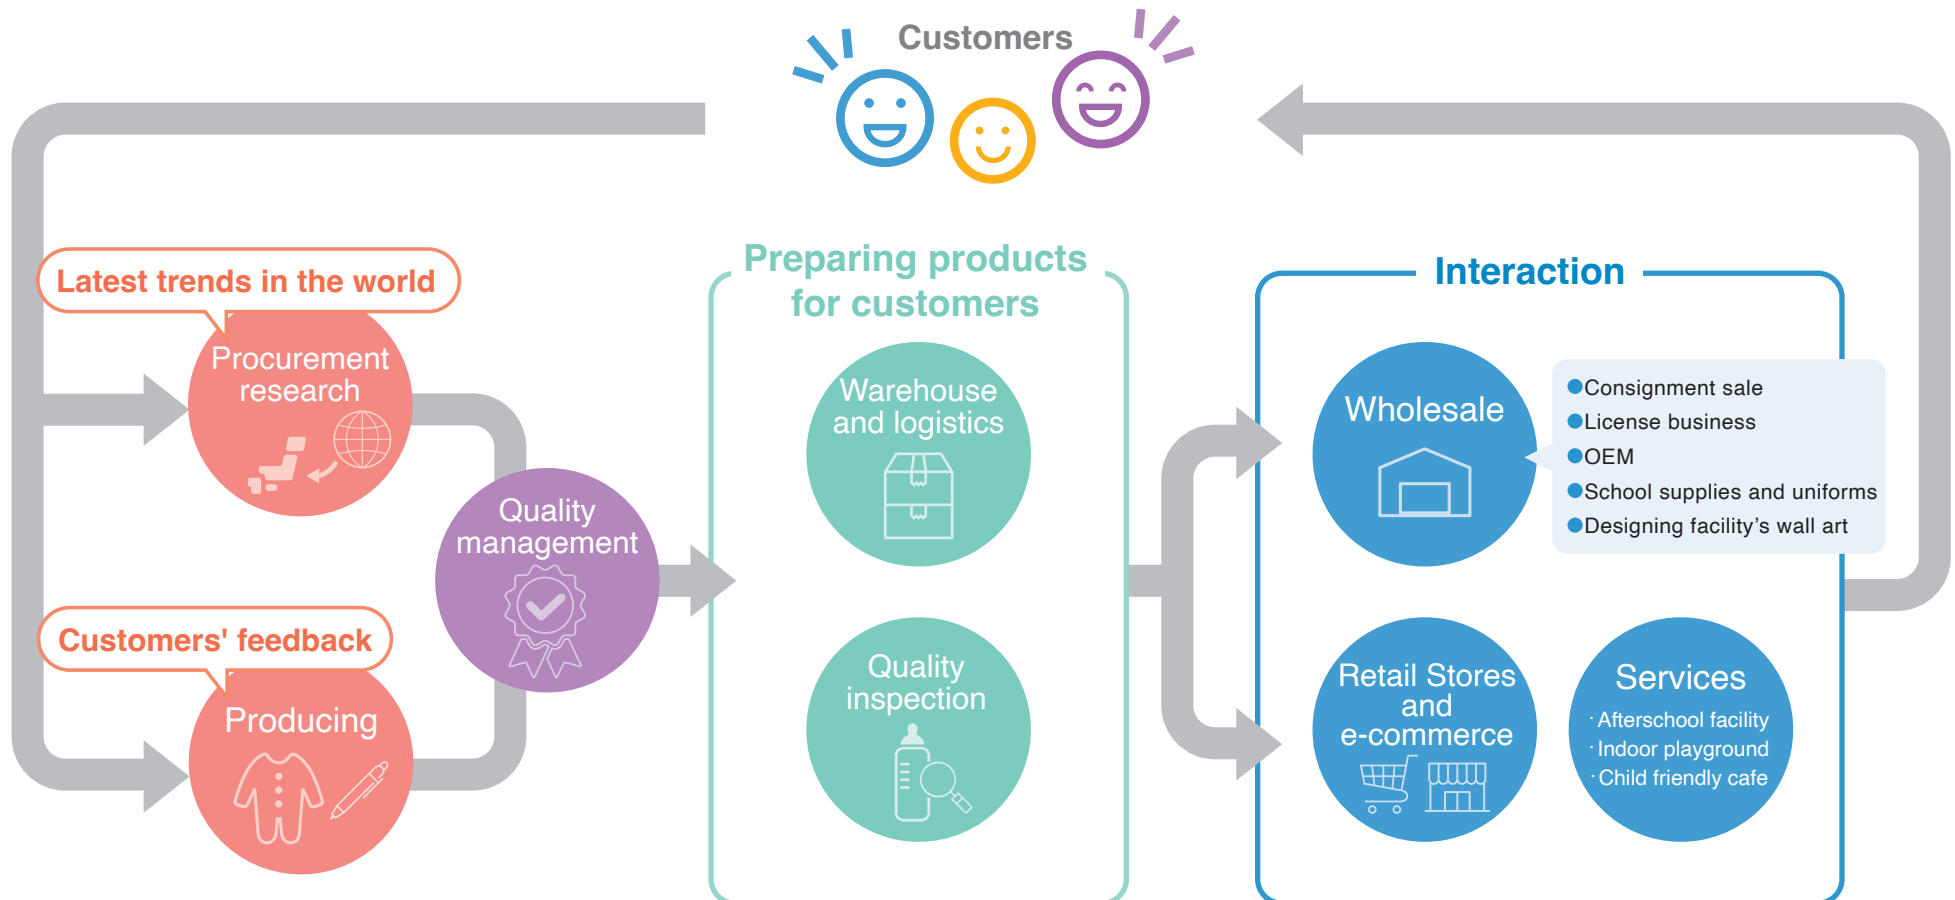 Customers
Latest trends in the world
Procurement
research
Customers' feedback
Producing
Quality
management
Preparing products
for customers
Warehouse
and logistics
Quality
inspection
Interaction
Wholesale
●Consignment sale
●License business
●OEM
●School supplies and uniforms
●Designing facility’s wall art
Retail Stores
and
e-commerce
Services
· Afterschool facility
· Indoor playground
· Child friendly cafe